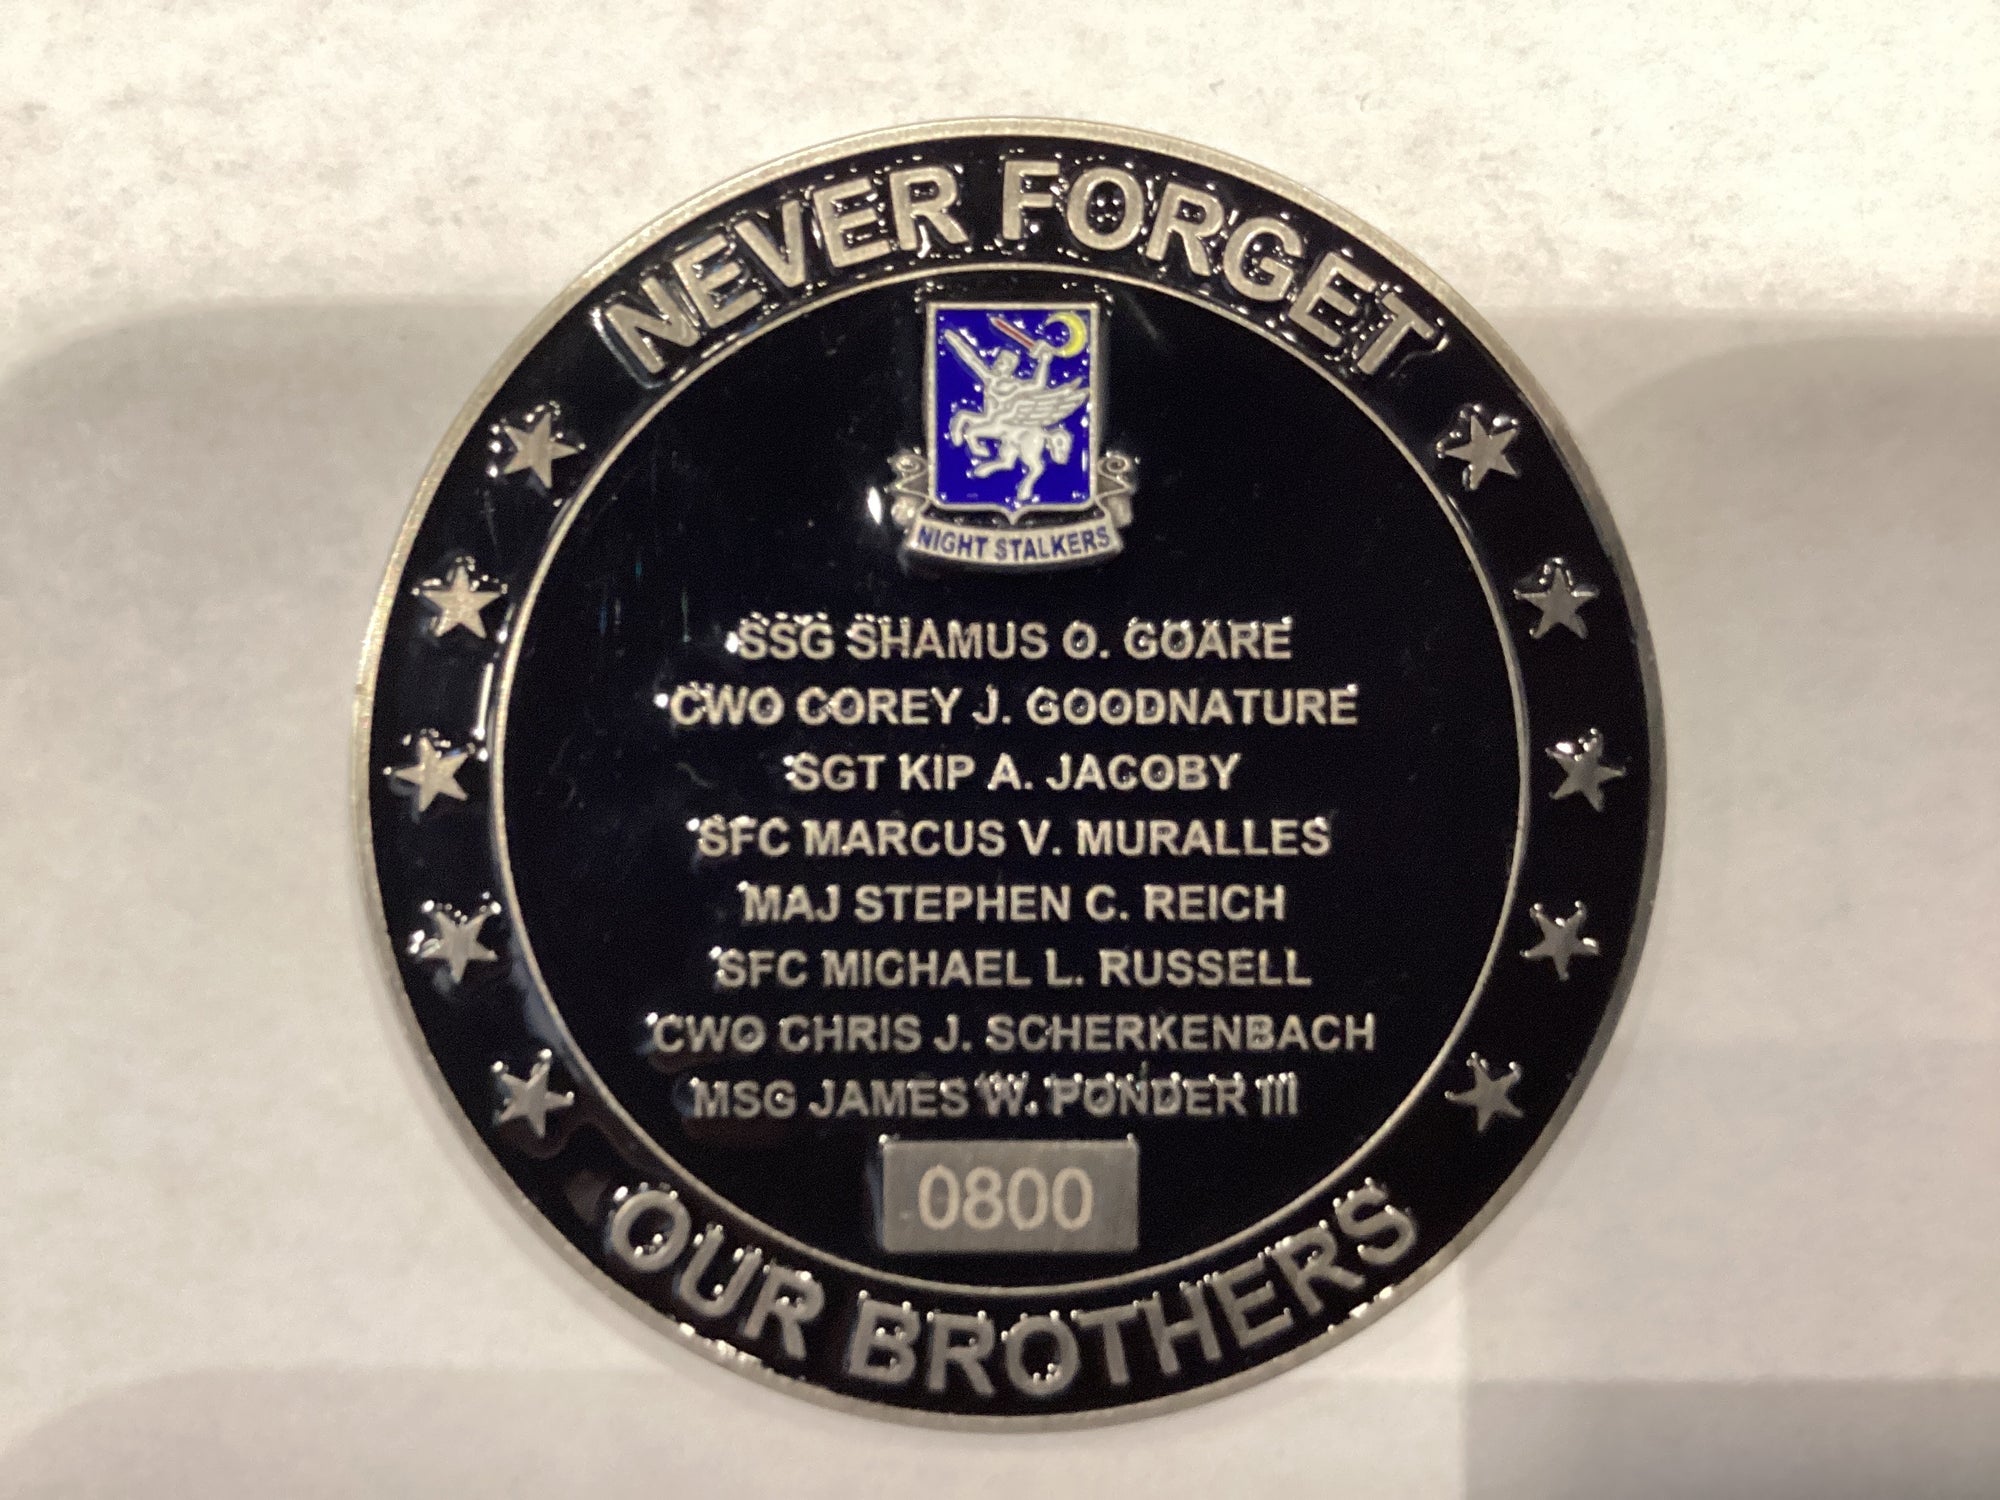 NEVER FORGET
NIGHT STALKERS
SSG SHAMUS O. GOARE
CWO COREY J. GOODNATURE
SGT KIP A. JACOBY
SFC MARCUS V. MURALLES
MAJ STEPHEN C. REICH
SFC MICHAEL L. RUSSELL
CWO CHRIS J. SCHERKENBACH
MSG JAMES W. PONDER III
0800
OUR BROTHERS